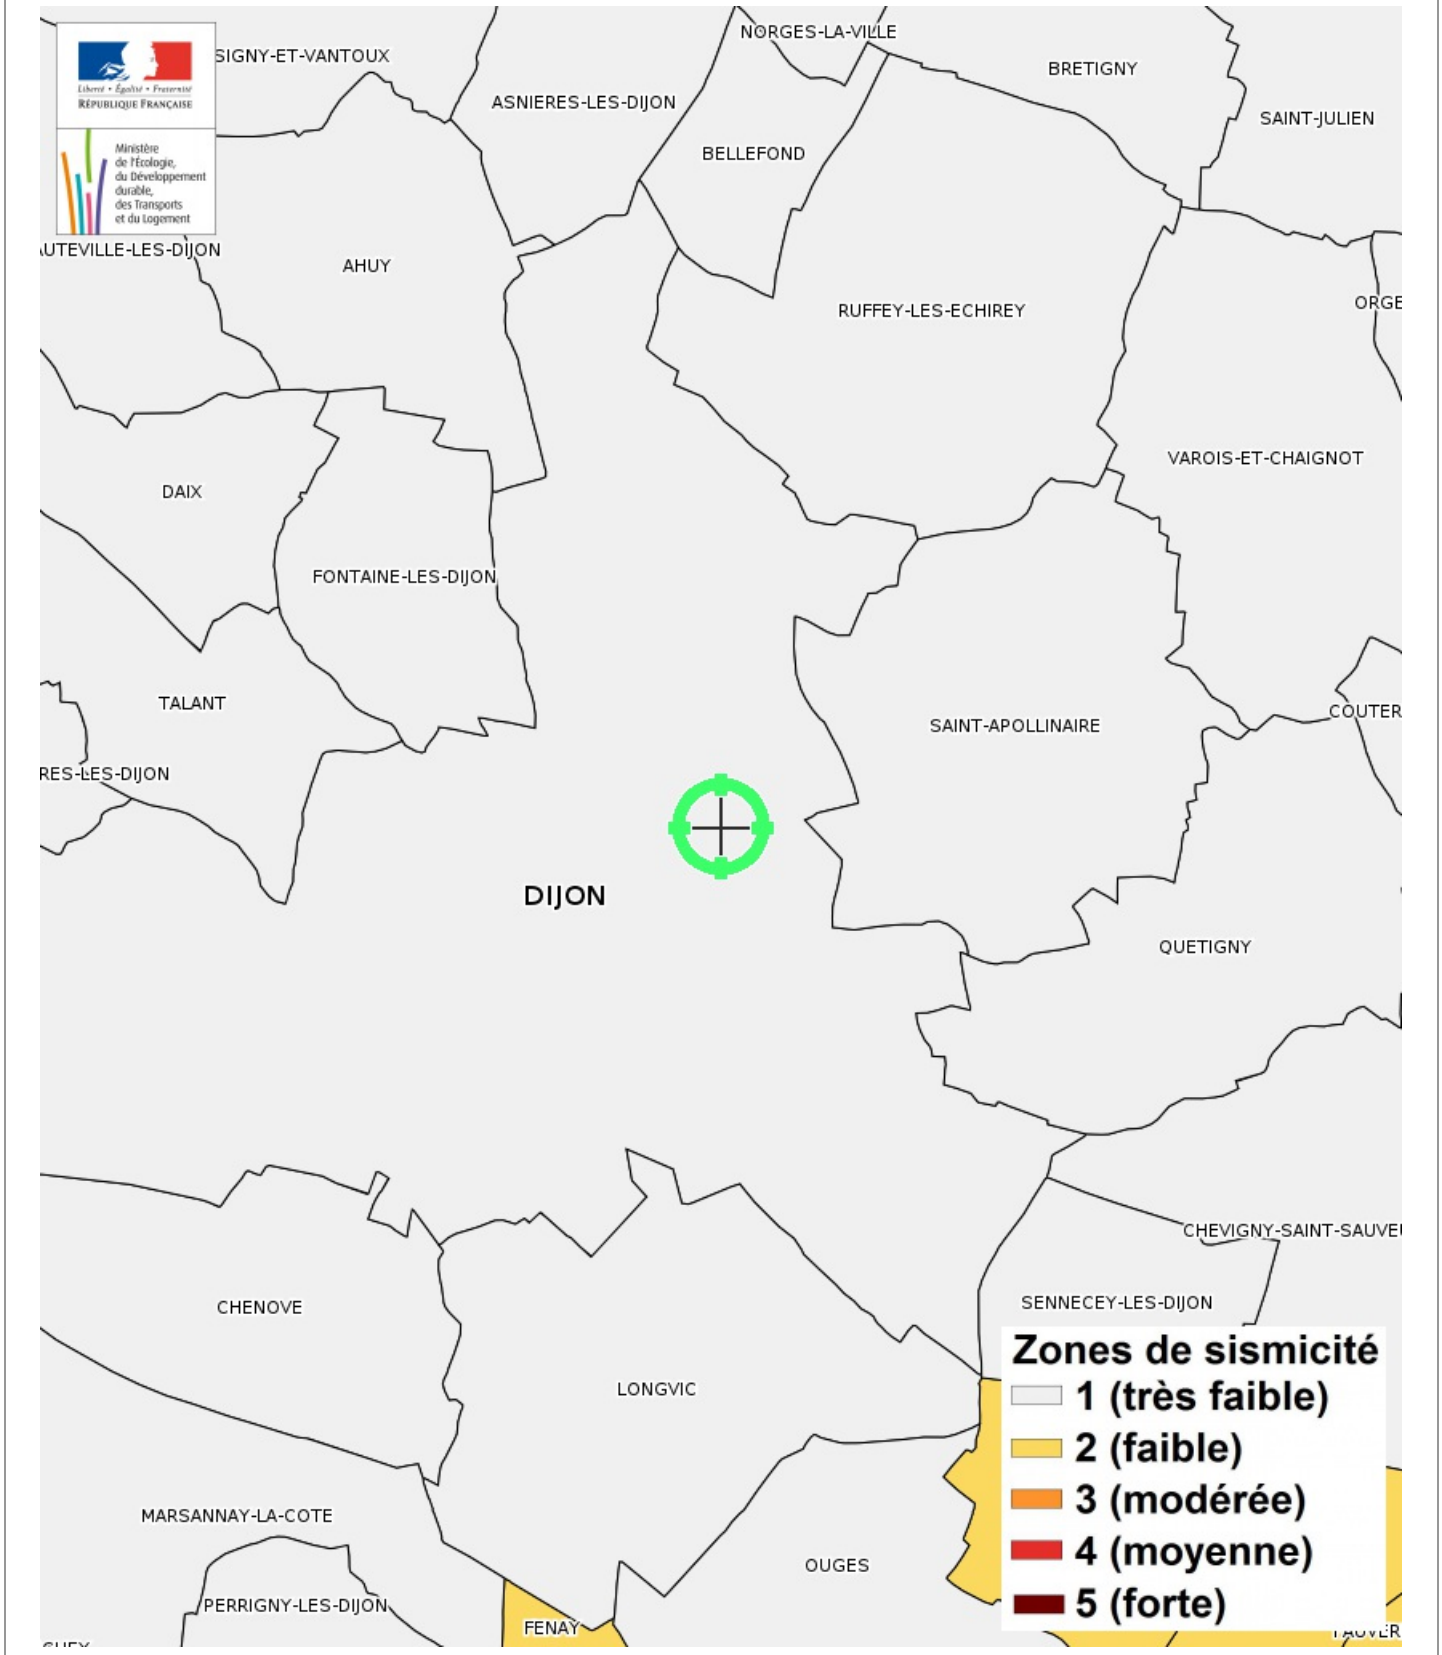 NORGES-LA-VILLE
SIGNY-ET-VANTOUX
BRETIGNY
ASNIERES-LES-DIJON
SAINT-JULIEN
Liberté • Égalité • Fraternité
RÉPUBLIQUE FRANÇAISE
BELLEFOND
Ministère
de l'Écologie,
du Développement
durable,
des Transports
et du Logement
AUTEVILLE-LES-DIJON
AHUY
ORGE
RUFFEY-LES-ECHIREY
VAROIS-ET-CHAIGNOT
DAIX
FONTAINE-LES-DIJON
TALANT
COUTER
SAINT-APOLLINAIRE
RES-LES-DIJON
DIJON
QUETIGNY
CHEVIGNY-SAINT-SAUVEU
SENNECEY-LES-DIJON
CHENOVE
LONGVIC
Zones de sismicité
1 (très faible)
2 (faible)
3 (modérée)
4 (moyenne)
5 (forte)
MARSANNAY-LA-COTE
OUGES
PERRIGNY-LES-DIJON
FENAY